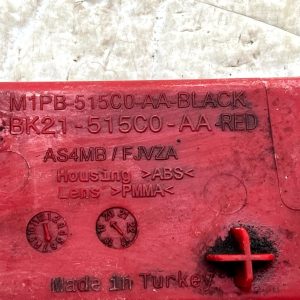 M1PB-515C0-AA-BLACK
BK21-515C0-AA-RED
AS4MB/FJVZA
Housing >ABS<
Lens >PMMA<
Made in Turkey